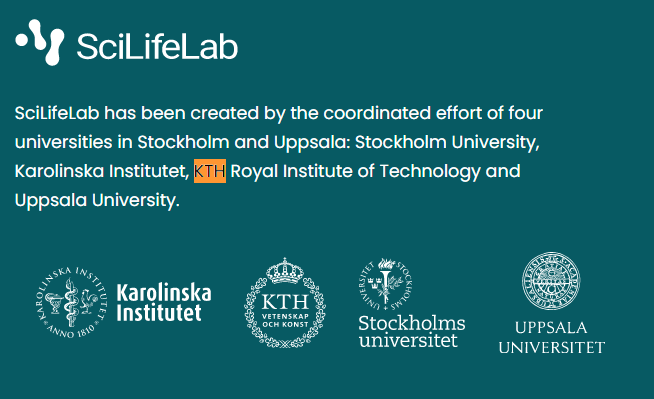 SciLifeLab
SciLifeLab has been created by the coordinated effort of four
universities in Stockholm and Uppsala: Stockholm University,
Karolinska Institutet, KTH Royal Institute of Technology and
Uppsala University.
KAROLINSKA INSTITUTET
ANNO 1810
Karolinska
Institutet
KTH
VETENSKAP
OCH KONST
STOCKHOLMS
UNIVERSITET
Stockholms
universitet
UPPSALA
UNIVERSITET